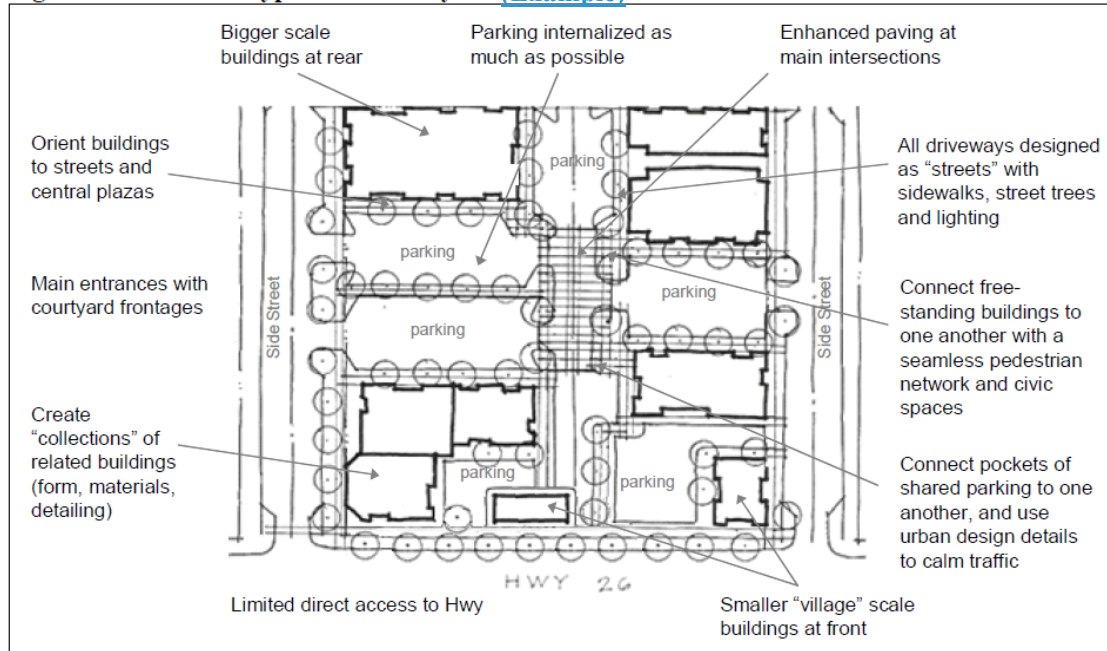 (Example)
Bigger scale
buildings at rear
Parking internalized as
much as possible
Enhanced paving at
main intersections
Orient buildings
to streets and
central plazas
All driveways designed
as “streets” with
sidewalks, street trees
and lighting
parking
parking
parking
parking
Main entrances with
courtyard frontages
Side Street
Side Street
Connect free-
standing buildings to
one another with a
seamless pedestrian
network and civic
spaces
Create
“collections” of
related buildings
(form, materials,
detailing)
parking
parking
Connect pockets of
shared parking to one
another, and use
urban design details
to calm traffic
HWY 26
Limited direct access to Hwy
Smaller “village” scale
buildings at front